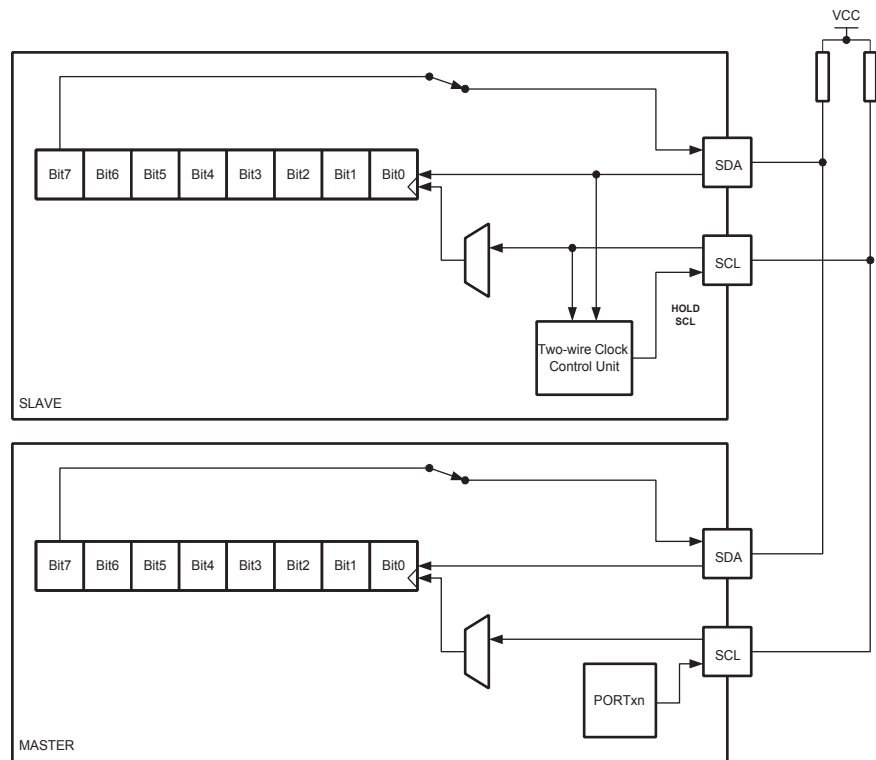 VCC
Bit7 Bit6 Bit5 Bit4 Bit3 Bit2 Bit1 Bit0
SDA
SCL
HOLD
SCL
Two-wire Clock
Control Unit
SLAVE
Bit7 Bit6 Bit5 Bit4 Bit3 Bit2 Bit1 Bit0
SDA
SCL
PORTxn
MASTER